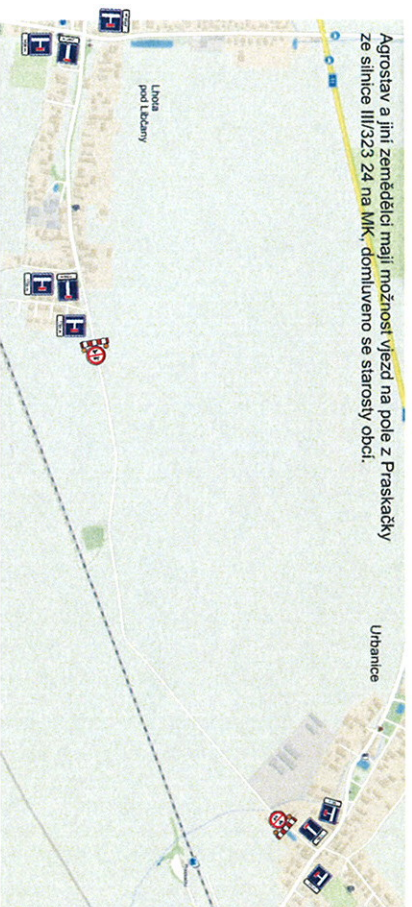 Agrostav a jiní zemědělci mají možnost vjezd na pole z Praskačky
ze silnice III/323 24 na MK, domluveno se starosty obcí.
Urbanice
Lhota
pod Libčany